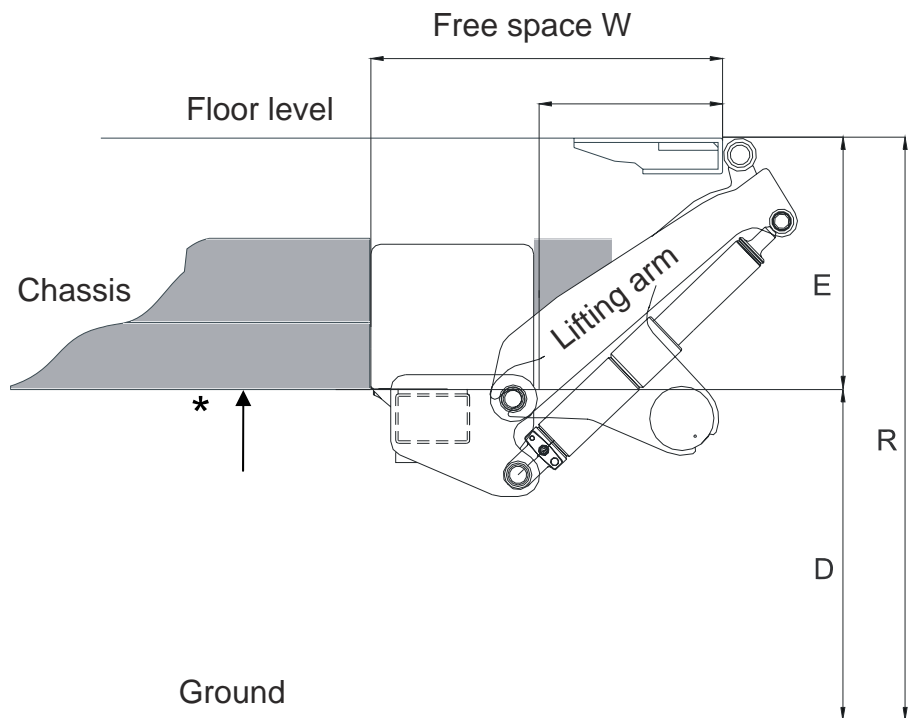 Free space W
Floor level
Chassis
Lifting arm
E
*
R
D
Ground